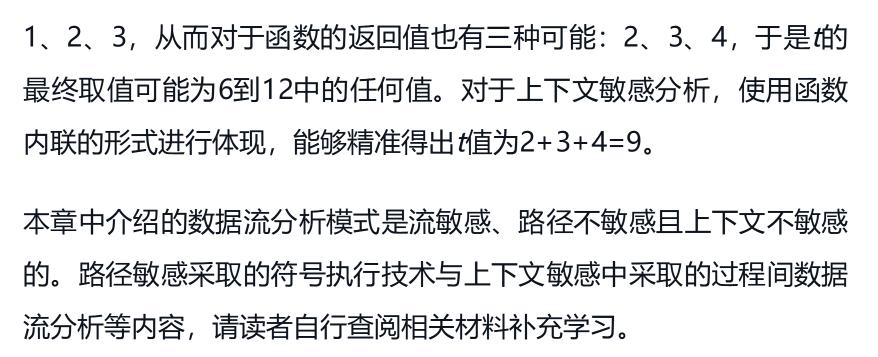 1、2、3，从而对于函数的返回值也有三种可能：2、3、4，于是t的
最终取值可能为6到12中的任何值。对于上下文敏感分析，使用函数
内联的形式进行体现，能够精准得出t值为2+3+4=9。
本章中介绍的数据流分析模式是流敏感、路径不敏感且上下文不敏感
的。路径敏感采取的符号执行技术与上下文敏感中采取的过程间数据
流分析等内容，请读者自行查阅相关材料补充学习。